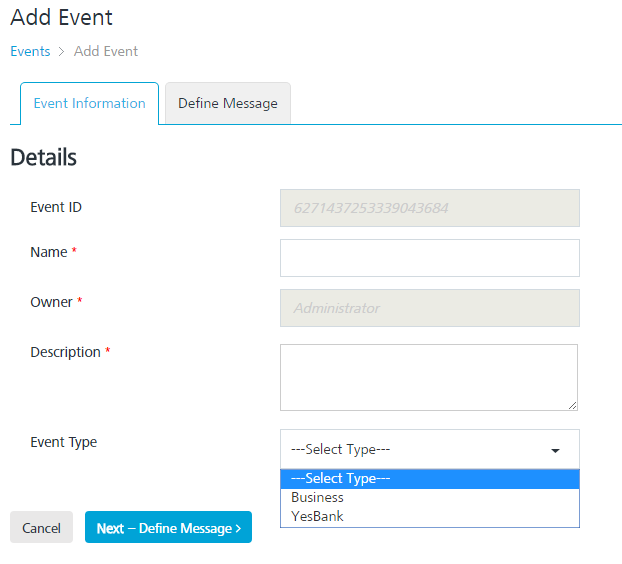 Add Event
Events > Add Event
Event Information Define Message
Details
Event ID 6271437253339043684
Name *
Owner * Administrator
Description *
Event Type ---Select Type---
---Select Type---
Business
YesBank
Cancel Next – Define Message >